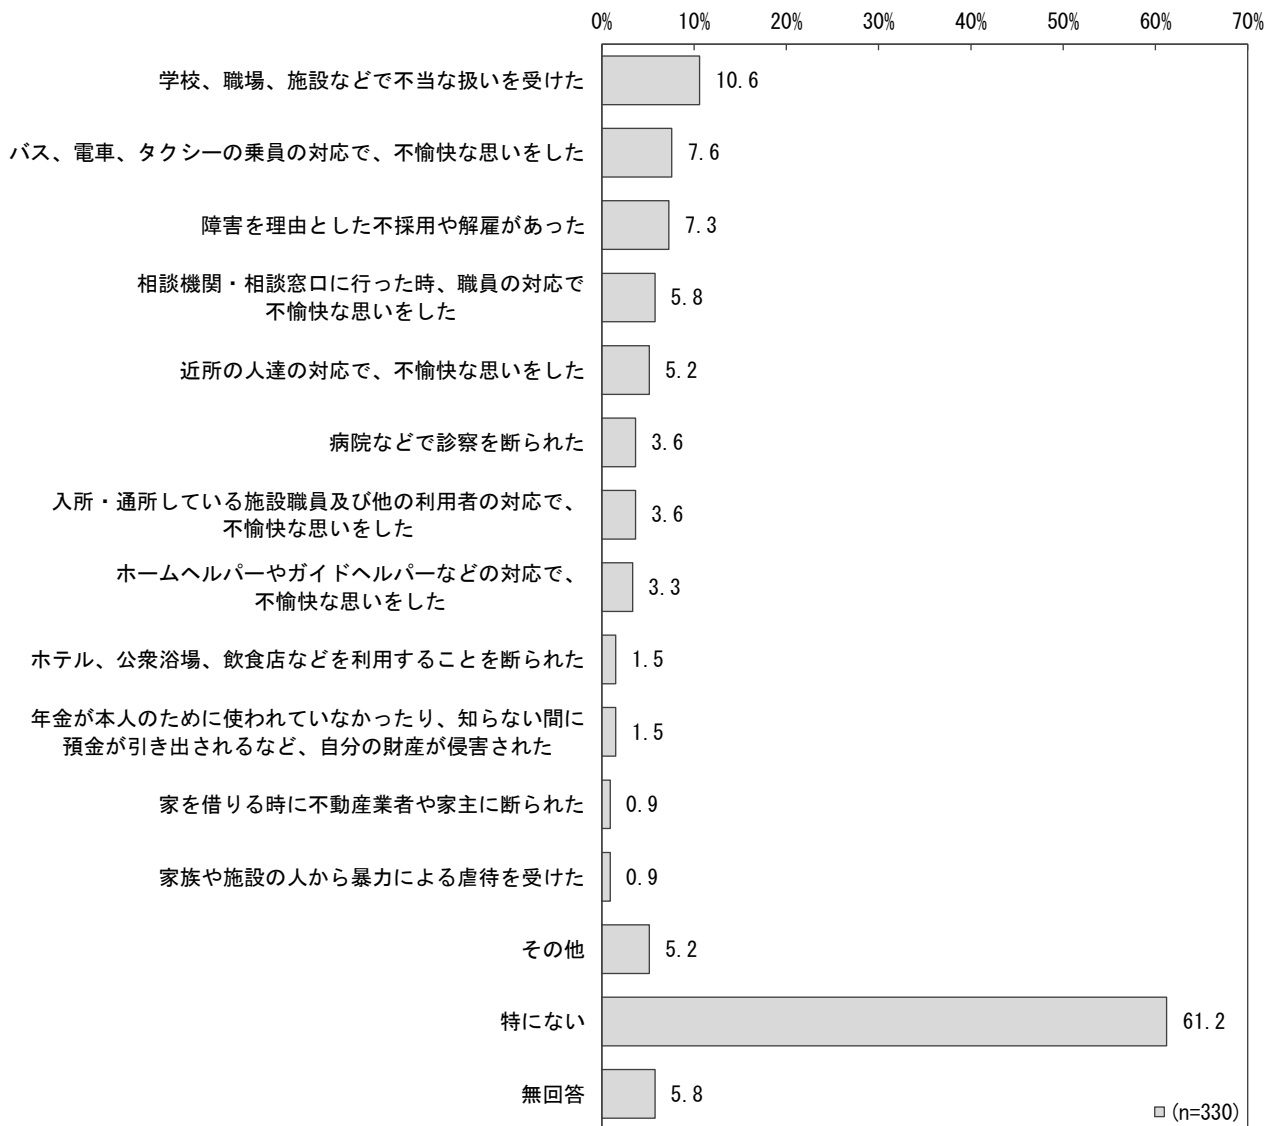 0% 10% 20% 30% 40% 50% 60% 70%
学校、職場、施設などで不当な扱いを受けた 10.6
バス、電車、タクシーの乗員の対応で、不愉快な思いをした 7.6
障害を理由とした不採用や解雇があった 7.3
相談機関・相談窓口に行った時、職員の対応で
不愉快な思いをした 5.8
近所の人達の対応で、不愉快な思いをした 5.2
病院などで診察を断られた 3.6
入所・通所している施設職員及び他の利用者の対応で、
不愉快な思いをした 3.6
ホームヘルパーやガイドヘルパーなどの対応で、
不愉快な思いをした 3.3
ホテル、公衆浴場、飲食店などを利用することを断られた 1.5
年金が本人のために使われていなかったり、知らない間に
預金が引き出されるなど、自分の財産が侵害された 1.5
家を借りる時に不動産業者や家主に断られた 0.9
家族や施設の人から暴力による虐待を受けた 0.9
その他 5.2
特にない 61.2
無回答 5.8
(n=330)